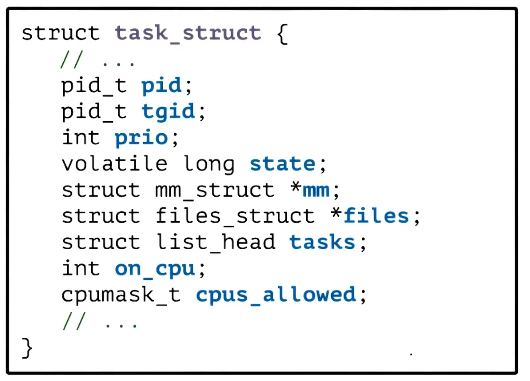 struct task_struct {
// ...
pid_t pid;
pid_t tgid;
int prio;
volatile long state;
struct mm_struct *mm;
struct files_struct *files;
struct list_head tasks;
int on_cpu;
cpumask_t cpus_allowed;
// ...
}